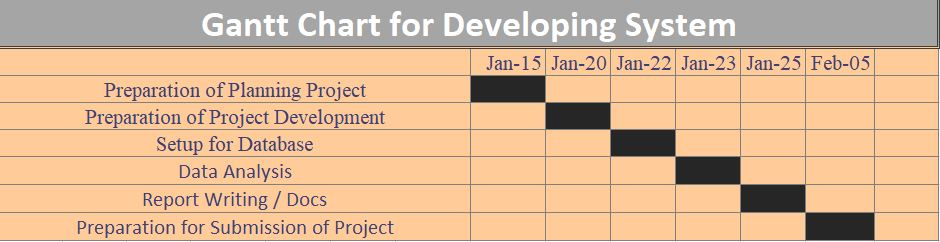 Gantt Chart for Developing System
Jan-15 Jan-20 Jan-22 Jan-23 Jan-25 Feb-05
Preparation of Planning Project
Preparation of Project Development
Setup for Database
Data Analysis
Report Writing / Docs
Preparation for Submission of Project